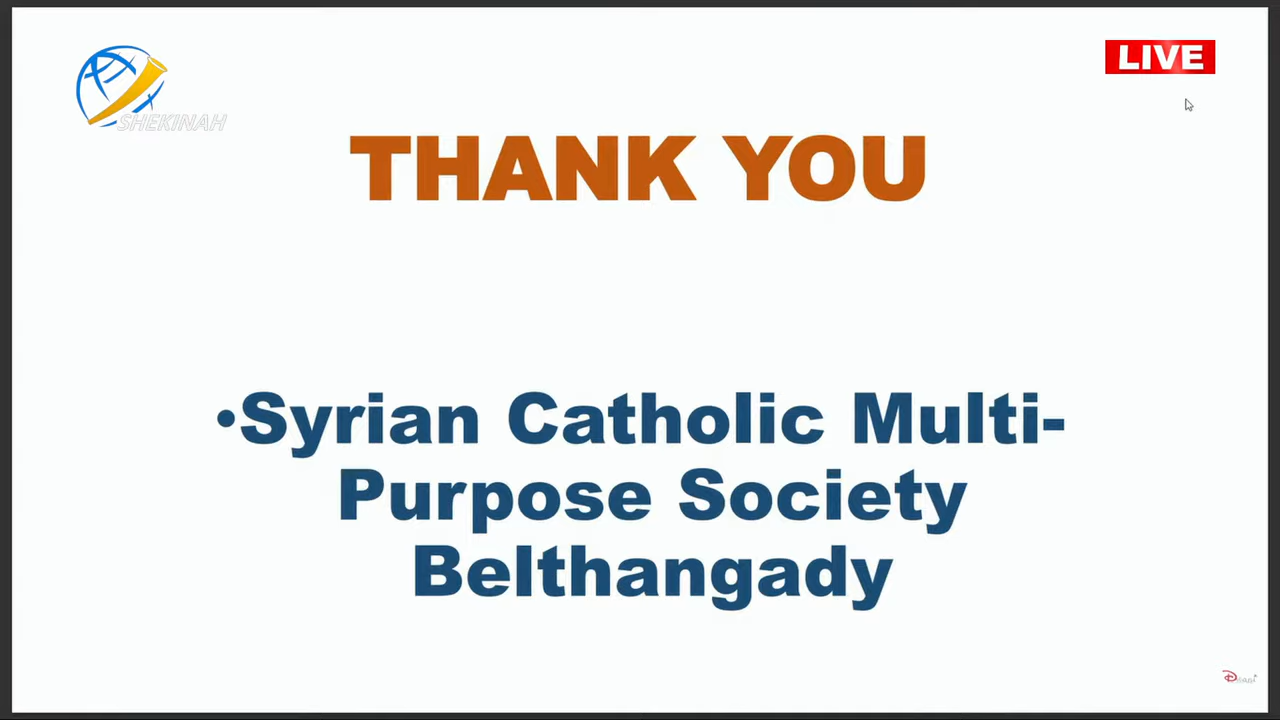 SHEKINAH
LIVE
THANK YOU
•Syrian Catholic Multi-
Purpose Society
Belthangady